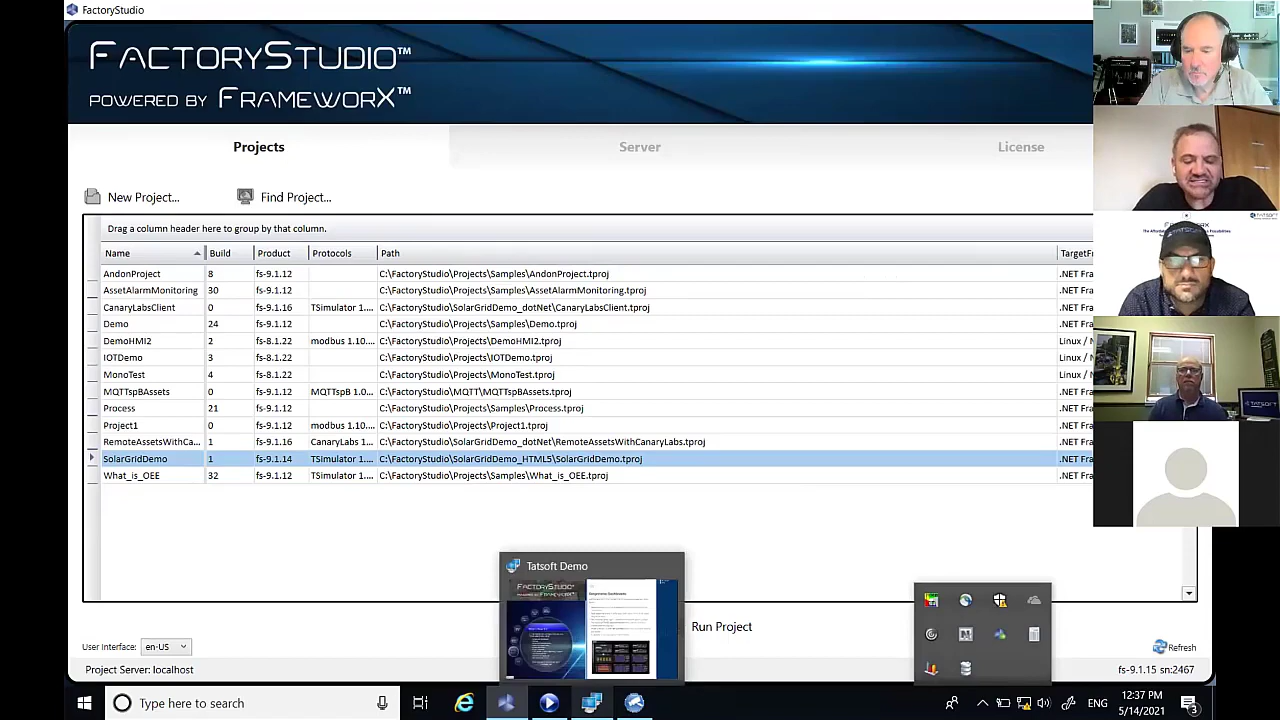 FactoryStudio
FACTORYSTUDIO™
POWERED BY FRAMEWORX™
Projects Server License
New Project... Find Project...
Drag a column header here to group by that column.
Name Build Product Protocols Path TargetFr
AndonProject 8 fs-9.1.12 C:\FactoryStudio\Projects\Samples\AndonProject.tproj .NET Fra
AssetAlarmMonitoring 30 fs-9.1.12 C:\FactoryStudio\Projects\Samples\AssetAlarmMonitoring.tproj .NET Fra
CanaryLabsClient 0 fs-9.1.16 TSimulator 1.... C:\FactoryStudio\SolarGridDemo_dotNet\CanaryLabsClient.tproj .NET Fra
Demo 24 fs-9.1.12 C:\FactoryStudio\Projects\Samples\Demo.tproj .NET Fra
DemoHMI2 2 fs-8.1.22 modbus 1.10.... C:\FactoryStudio\Projects\DemoHMI2.tproj Linux / M
IOTDemo 3 fs-8.1.22 C:\FactoryStudio\Projects\IOTDemo.tproj Linux / M
MonoTest 4 fs-8.1.22 C:\FactoryStudio\Projects\MonoTest.tproj Linux / M
MQTTspBAssets 0 fs-9.1.12 MQTTspB 1.0.... C:\FactoryStudio\MQTT\MQTTspBAssets.tproj .NET Fra
Process 21 fs-9.1.12 C:\FactoryStudio\Projects\Samples\Process.tproj .NET Fra
Project1 0 fs-9.1.12 modbus 1.10.... C:\FactoryStudio\Projects\Project1.tproj .NET Fra
RemoteAssetsWithCa... 1 fs-9.1.16 CanaryLabs 1.... C:\FactoryStudio\SolarGridDemo_dotNet\RemoteAssetsWithCanaryLabs.tproj .NET Fra
SolarGridDemo 1 fs-9.1.14 TSimulator 1.... C:\FactoryStudio\SolarGridDemo_HTML5\SolarGridDemo.tproj .NET Fra
What_is_OEE 32 fs-9.1.12 TSimulator 1.... C:\FactoryStudio\Projects\Samples\What_is_OEE.tproj .NET Fra
Tatsoft Demo
FACTORYSTUDIO™
Run Project
User Interface: en-US Refresh
Project Server: localhost fs-9.1.15 sn:2467
Type here to search ENG 12:37 PM
5/14/2021
3
TATSOFT
TATSOFT